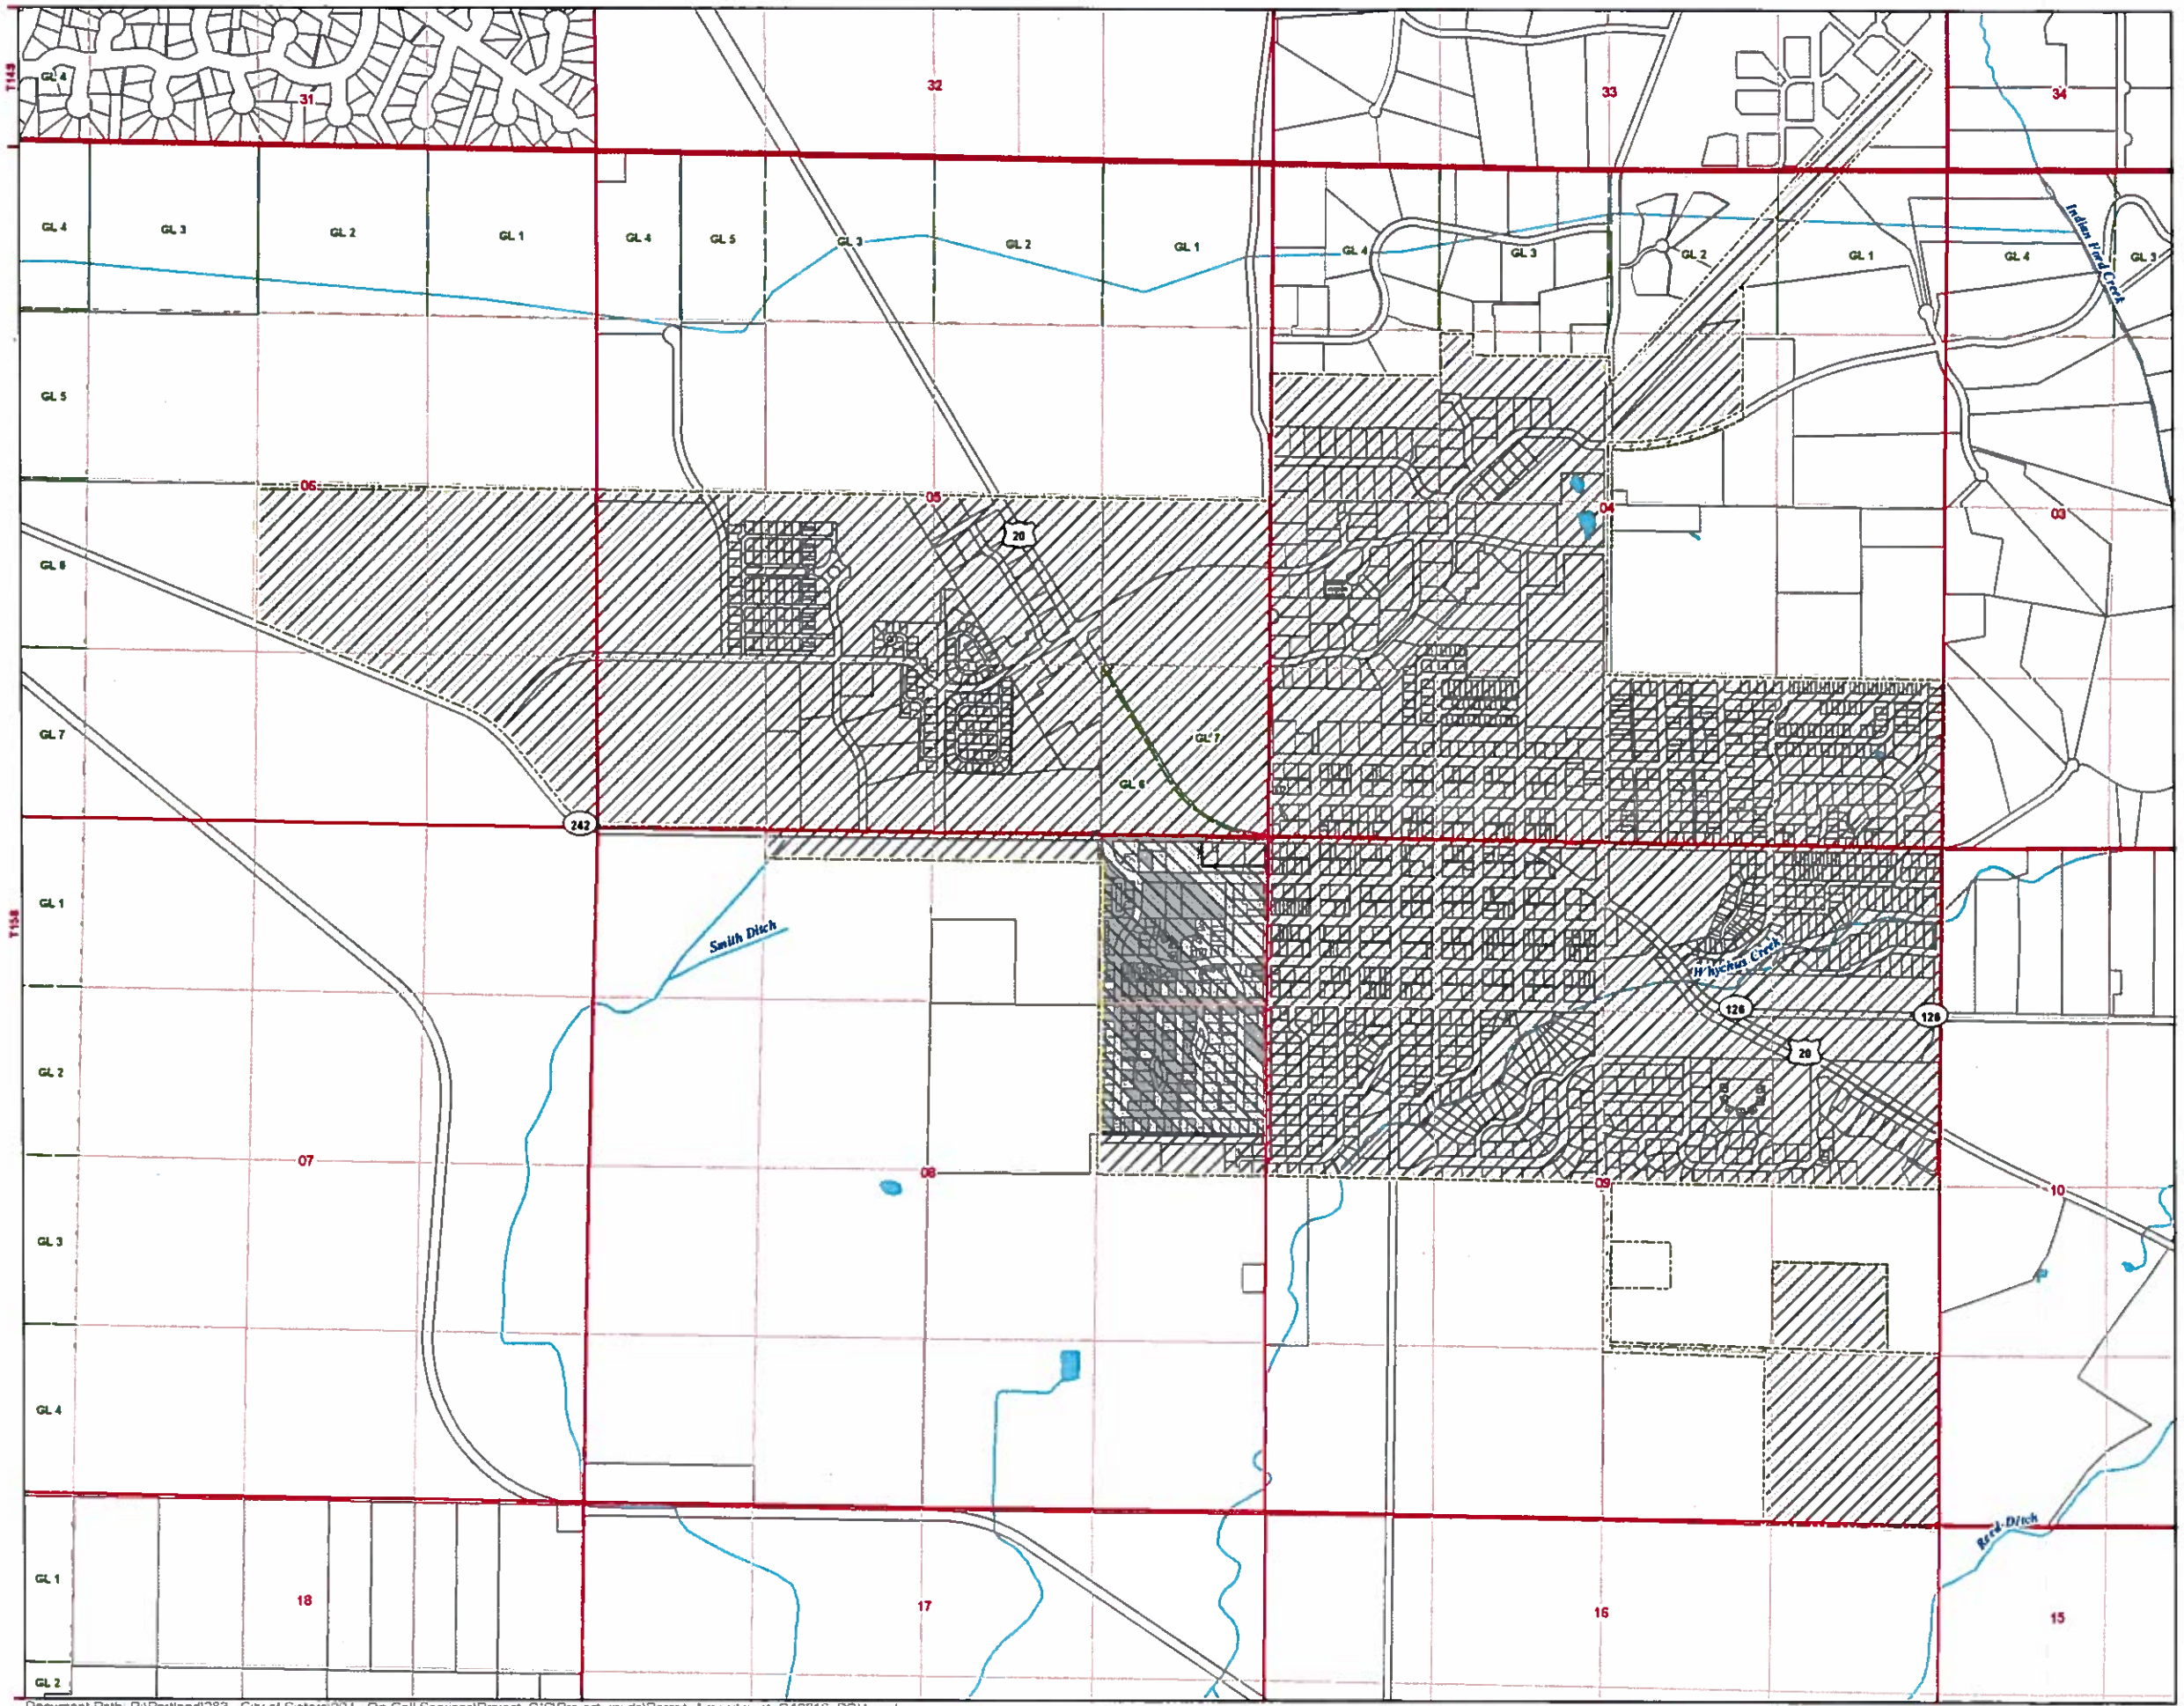 T14S
GL 4
31
32
33
34
GL 4
GL 3
GL 2
GL 1
GL 4
GL 5
GL 3
GL 2
GL 1
GL 4
GL 3
GL 2
GL 1
GL 4
GL 3
Indian Ford Creek
GL 5
06
05
04
03
20
GL 6
GL 7
GL 7
GL 6
242
T15S
GL 1
Smith Ditch
Whychus Creek
126
126
20
GL 2
07
08
09
10
GL 3
GL 4
Reed Ditch
GL 1
18
17
16
15
GL 2